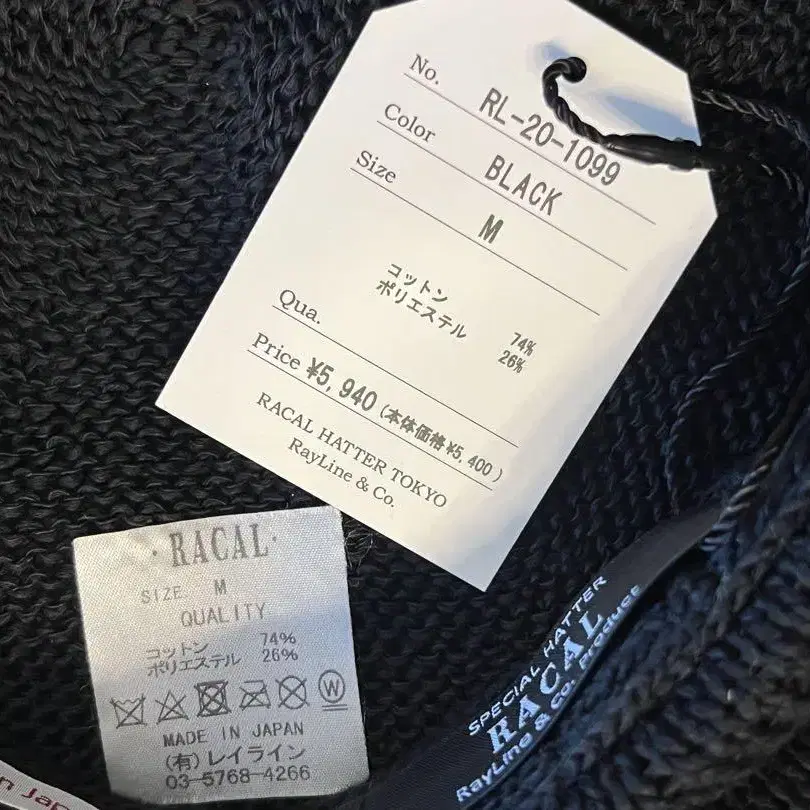 No. RL-20-1099
Color BLACK
Size M
コットン 74%
ポリエステル 26%
Qua.
Price ¥5,940 (本体価格¥5,400)
RACAL HATTER TOKYO
RayLine & Co.
・RACAL・
SIZE M
QUALITY
コットン 74%
ポリエステル 26%
W
MADE IN JAPAN
(有)レイライン
03-5768-4266
SPECIAL HATTER
RACAL
RayLine & co. produce